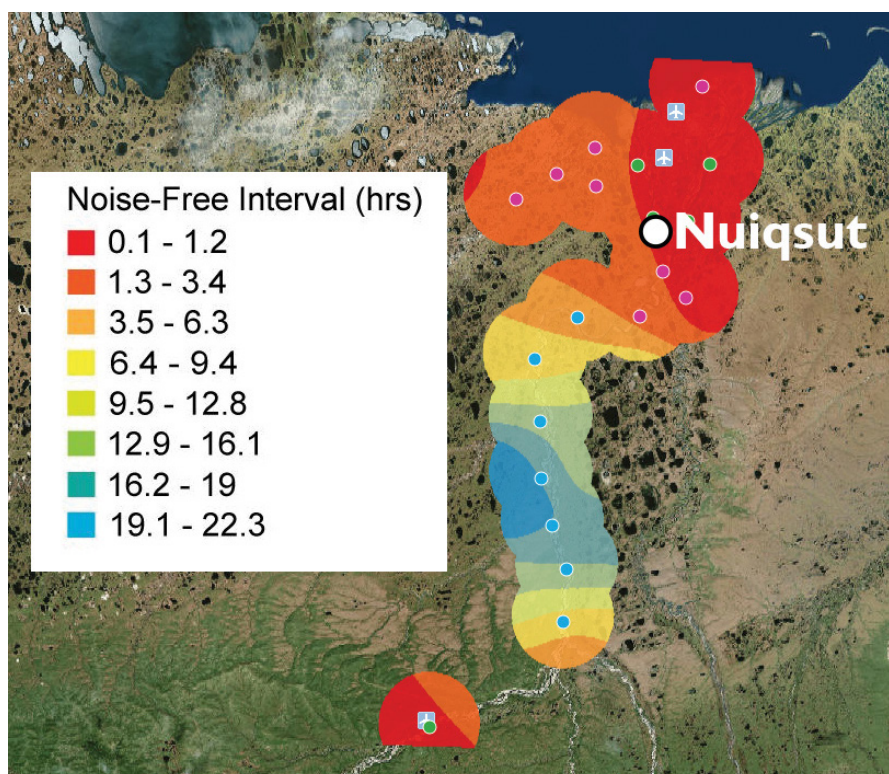 Noise-Free Interval (hrs)
0.1 - 1.2
1.3 - 3.4
3.5 - 6.3
6.4 - 9.4
9.5 - 12.8
12.9 - 16.1
16.2 - 19
19.1 - 22.3
Nuiqsut